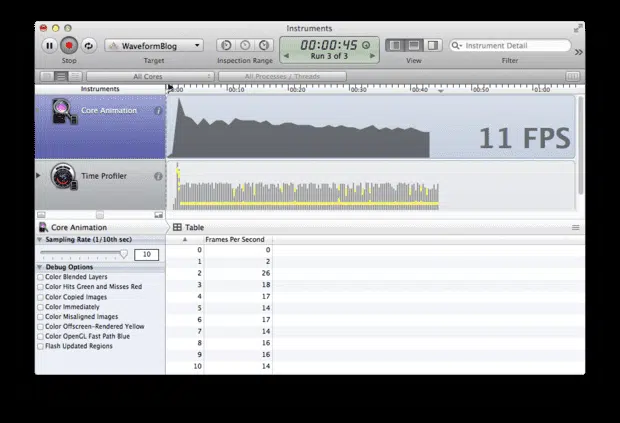 Instruments
WaveformBlog
00:00:45
Run 3 of 3
Instrument Detail
Stop
Target
Inspection Range
View
Filter
All Cores
All Processes / Threads
Instruments
00:10
00:20
00:30
00:40
00:50
01:00
Core Animation
11 FPS
Time Profiler
Core Animation
Table
Sampling Rate (1/10th sec)
10
Debug Options
Color Blended Layers
Color Hits Green and Misses Red
Color Copied Images
Color Immediately
Color Misaligned Images
Color Offscreen-Rendered Yellow
Color OpenGL Fast Path Blue
Flash Updated Regions
Frames Per Second
0 0
1 2
2 26
3 18
4 17
5 14
6 17
7 14
8 16
9 16
10 14